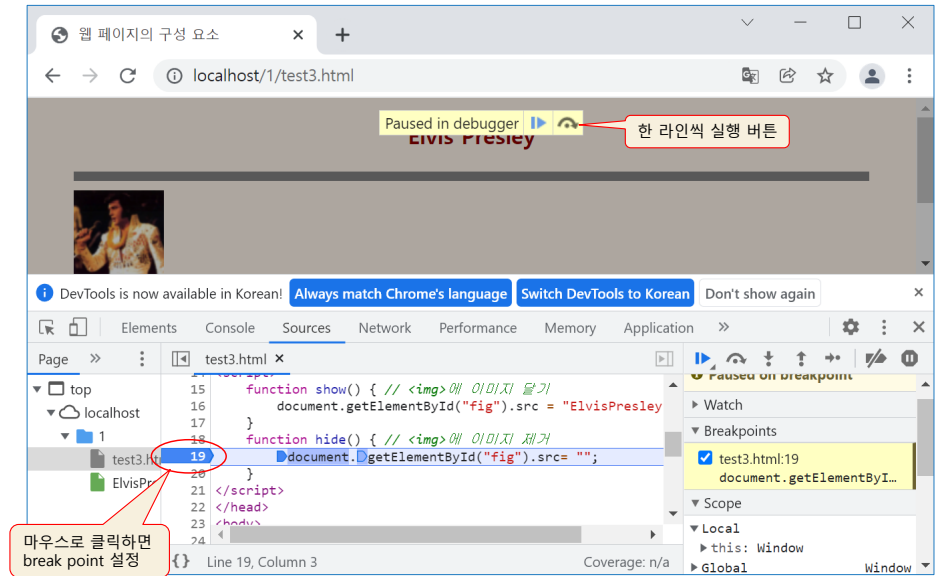 웹 페이지의 구성 요소
localhost/1/test3.html
Paused in debugger
한 라인씩 실행 버튼
Elvis Presley
DevTools is now available in Korean! Always match Chrome's language Switch DevTools to Korean Don't show again
Elements Console Sources Network Performance Memory Application
Page test3.html
top
localhost
1
test3.ht
ElvisPr
14 <script>
15 function show() { // <img>에 이미지 달기
16 document.getElementById("fig").src = "ElvisPresley
17 }
18 function hide() { // <img>에 이미지 제거
19 document.getElementById("fig").src= "";
20 }
21 </script>
22 </head>
23 <body>
24
{} Line 19, Column 3 Coverage: n/a
Paused on breakpoint
Watch
Breakpoints
test3.html:19
document.getElementByI…
Scope
Local
this: Window
Global Window
마우스로 클릭하면
break point 설정